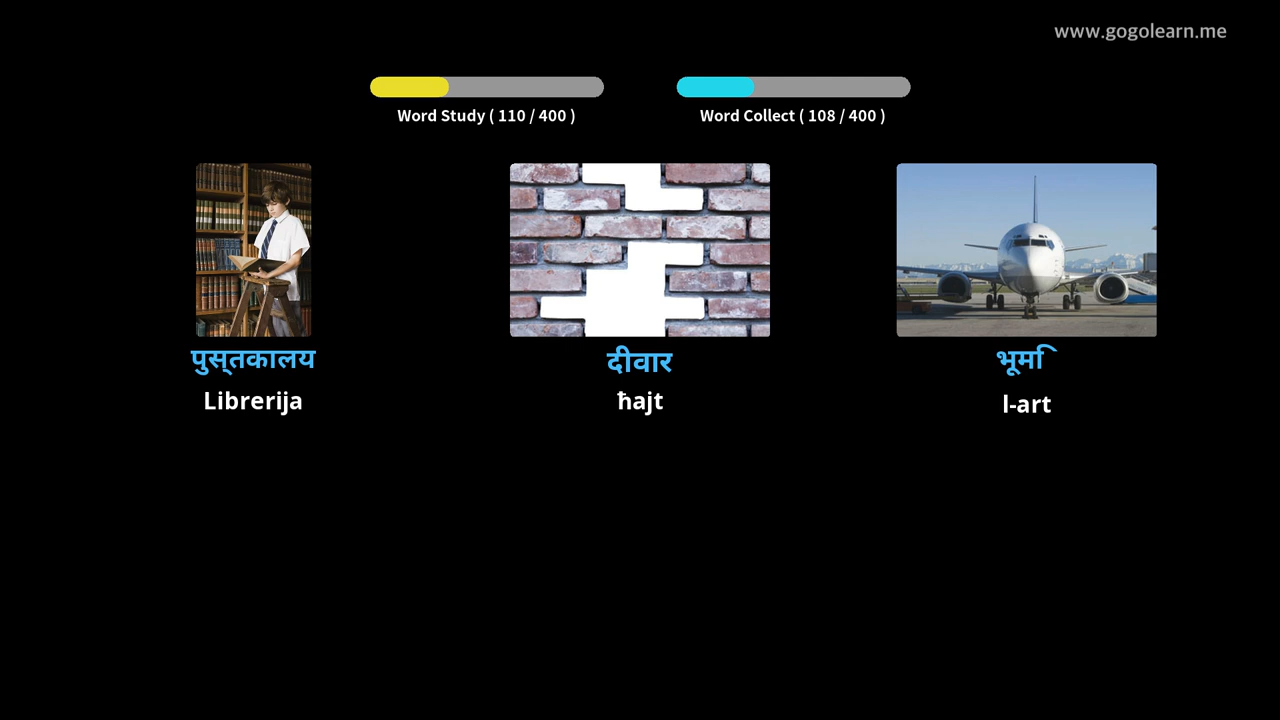 www.gogolearn.me
Word Study ( 110 / 400 )
Word Collect ( 108 / 400 )
पुस्तकालय
दीवार
भूमि
Librerija
ħajt
l-art